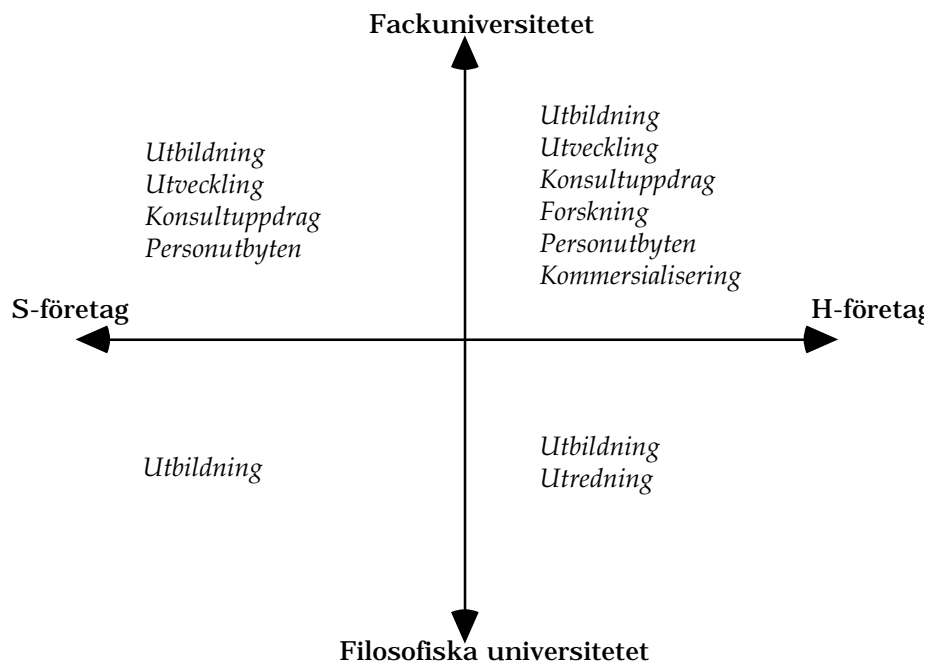 Fackuniversitetet
Utbildning
Utveckling
Konsultuppdrag
Personutbyten
Utbildning
Utveckling
Konsultuppdrag
Forskning
Personutbyten
Kommersialisering
S-företag
H-företag
Utbildning
Utbildning
Utredning
Filosofiska universitetet